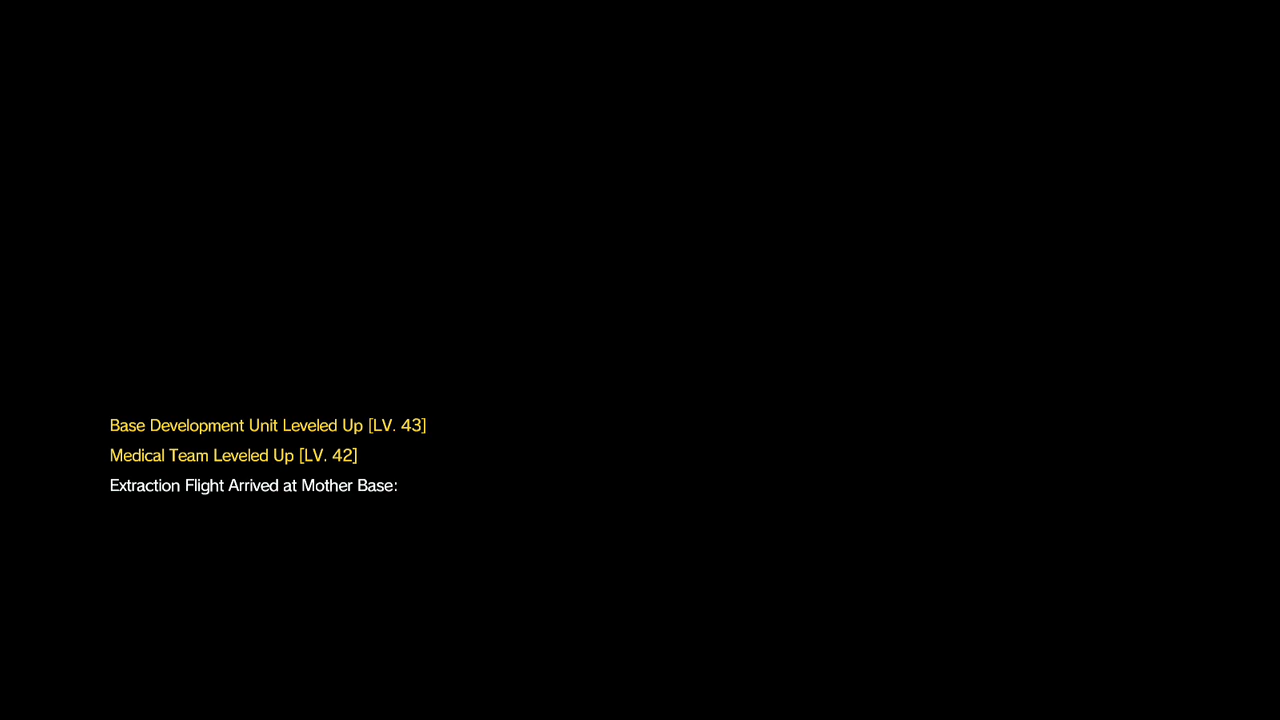 Base Development Unit Leveled Up [LV. 43]
Medical Team Leveled Up [LV. 42]
Extraction Flight Arrived at Mother Base: